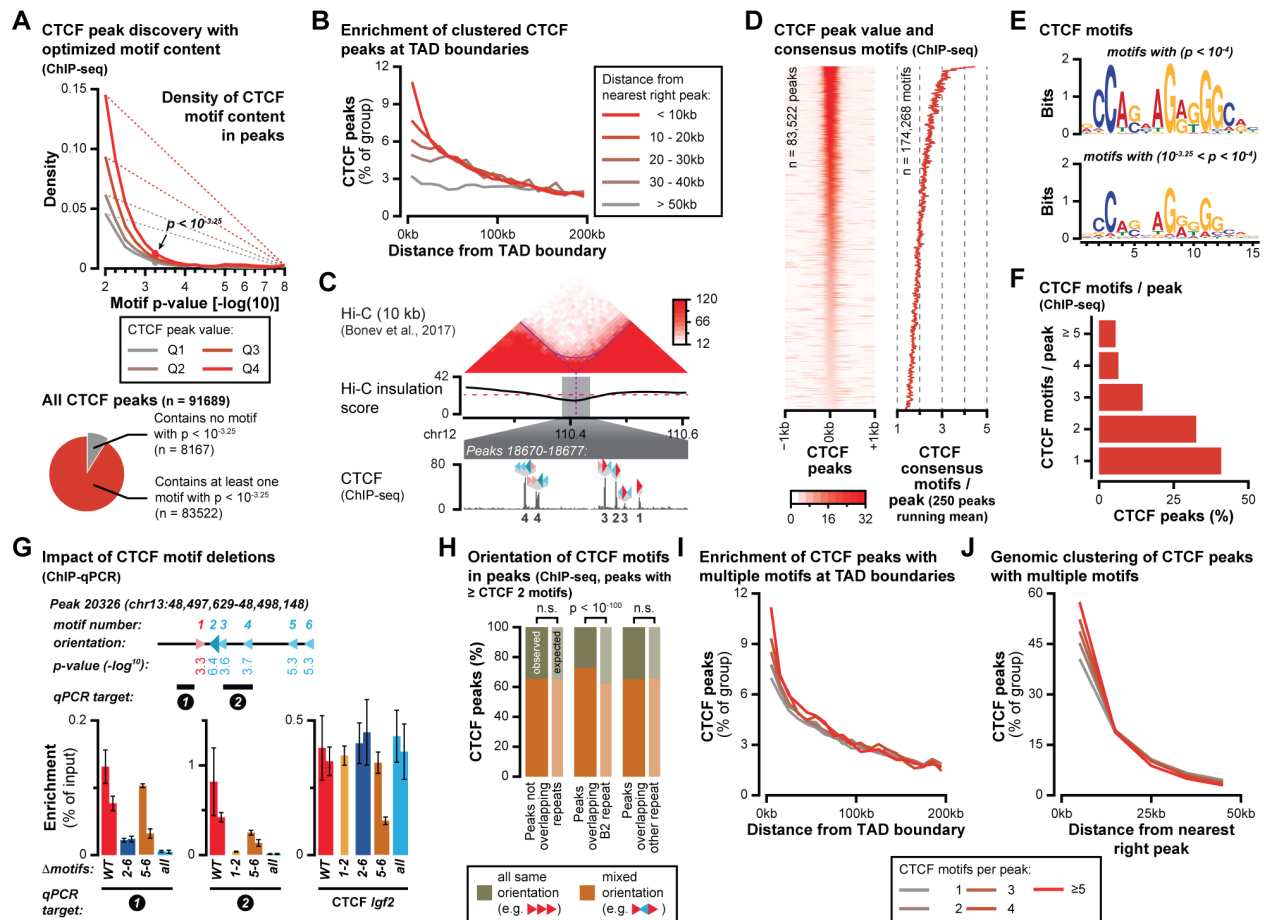 A
CTCF peak discovery with
optimized motif content
(ChIP-seq)
Density of CTCF
motif content
in peaks
0.15
0.10
0.05
0.00
Density
p < 10-3.25
2 3 4 5 6 7 8
Motif p-value [-log(10)]
CTCF peak value:
Q1 Q3
Q2 Q4
All CTCF peaks (n = 91689)
Contains no motif
with p < 10-3.25
(n = 8167)
Contains at least one
motif with p < 10-3.25
(n = 83522)
B
Enrichment of clustered CTCF
peaks at TAD boundaries
12
9
6
3
0
CTCF peaks
(% of group)
0kb 100kb 200kb
Distance from TAD boundary
Distance from
nearest right peak:
< 10kb
10 - 20kb
20 - 30kb
30 - 40kb
> 50kb
C
Hi-C (10 kb)
(Bonev et al., 2017)
120
66
12
Hi-C insulation
score
42
0
chr12 110.4 110.6
Peaks 18670-18677:
CTCF
(ChIP-seq)
80
0
4 4 3 2 3 1
D
CTCF peak value and
consensus motifs (ChIP-seq)
n = 83,522 peaks
n = 174,268 motifs
−1kb 0kb +1kb
CTCF
peaks
0 16 32
1 3 5
CTCF
consensus
motifs /
peak (250 peaks
running mean)
E
CTCF motifs
motifs with (p < 10-4)
2
1
0
Bits
motifs with (10-3.25 < p < 10-4)
2
1
0
Bits
5 10 15
F
CTCF motifs / peak
(ChIP-seq)
CTCF motifs / peak
≥ 5
4
3
2
1
0 25 50
CTCF peaks (%)
G
Impact of CTCF motif deletions
(ChIP-qPCR)
Peak 20326 (chr13:48,497,629-48,498,148)
motif number: 1 2 3 4 5 6
orientation:
p-value (-log10): 3.3 6.4 3.6 3.7 5.3 5.3
qPCR target: 1 2
Enrichment
(% of input)
0.2
0
1
0
0.5
0
Δmotifs: WT 2-6 5-6 all WT 1-2 5-6 all WT 1-2 2-6 5-6 all
qPCR
target: 1 2 CTCF Igf2
H
Orientation of CTCF motifs
in peaks (ChIP-seq, peaks with
≥ CTCF 2 motifs)
n.s. p < 10-100 n.s.
100
80
60
40
20
0
CTCF peaks (%)
observed
expected
Peaks not
overlapping
repeats
Peaks
overlapping
B2 repeat
Peaks
overlapping
other repeat
all same
orientation
(e.g. )
mixed
orientation
(e.g. )
I
Enrichment of CTCF peaks with
multiple motifs at TAD boundaries
12
9
6
3
0
CTCF peaks
(% of group)
0kb 100kb 200kb
Distance from TAD boundary
J
Genomic clustering of CTCF peaks
with multiple motifs
60
45
30
15
0
CTCF peaks
(% of group)
0kb 25kb 50kb
Distance from nearest
right peak
CTCF motifs per peak:
1 3 ≥5
2 4